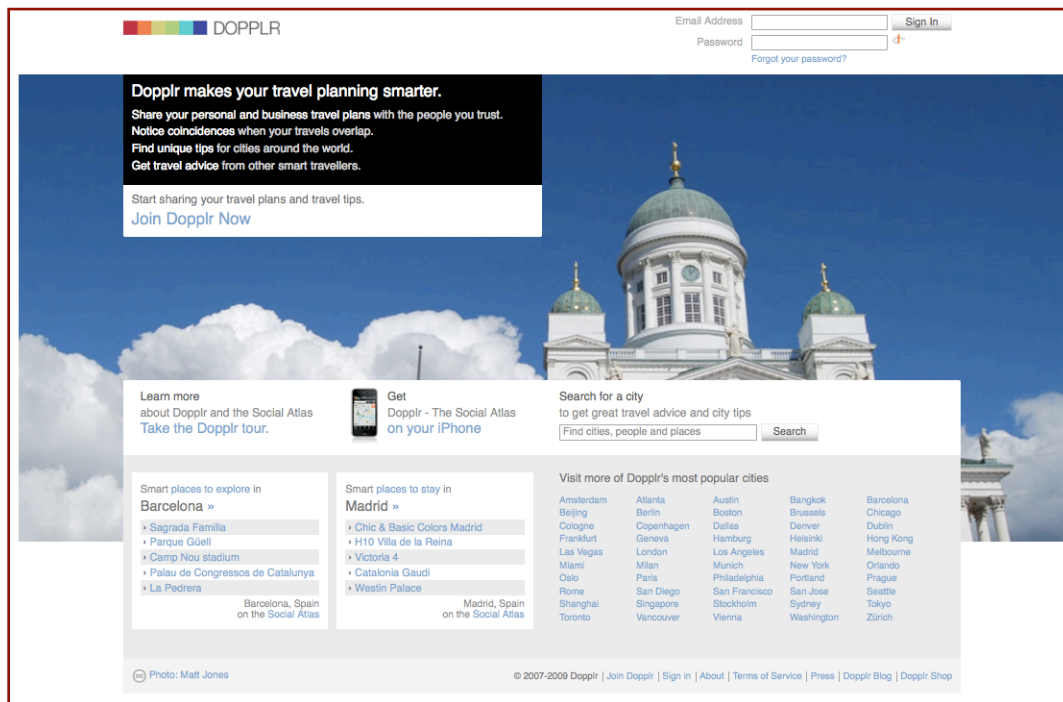 DOPPLR
Email Address
Sign In
Password
Forgot your password?
Dopplr makes your travel planning smarter.
Share your personal and business travel plans with the people you trust.
Notice coincidences when your travels overlap.
Find unique tips for cities around the world.
Get travel advice from other smart travellers.
Start sharing your travel plans and travel tips.
Join Dopplr Now
Learn more
about Dopplr and the Social Atlas
Take the Dopplr tour.
Get
Dopplr - The Social Atlas
on your iPhone
Search for a city
to get great travel advice and city tips
Find cities, people and places
Search
Smart places to explore in
Barcelona »
› Sagrada Familia
› Parque Güell
› Camp Nou stadium
› Palau de Congressos de Catalunya
› La Pedrera
Barcelona, Spain
on the Social Atlas
Smart places to stay in
Madrid »
› Chic & Basic Colors Madrid
› H10 Villa de la Reina
› Victoria 4
› Catalonia Gaudi
› Westin Palace
Madrid, Spain
on the Social Atlas
Visit more of Dopplr's most popular cities
Amsterdam Atlanta Austin Bangkok Barcelona
Beijing Berlin Boston Brussels Chicago
Cologne Copenhagen Dallas Denver Dublin
Frankfurt Geneva Hamburg Helsinki Hong Kong
Las Vegas London Los Angeles Madrid Melbourne
Miami Milan Munich New York Orlando
Oslo Paris Philadelphia Portland Prague
Rome San Diego San Francisco San Jose Seattle
Shanghai Singapore Stockholm Sydney Tokyo
Toronto Vancouver Vienna Washington Zürich
cc Photo: Matt Jones
© 2007-2009 Dopplr | Join Dopplr | Sign in | About | Terms of Service | Press | Dopplr Blog | Dopplr Shop